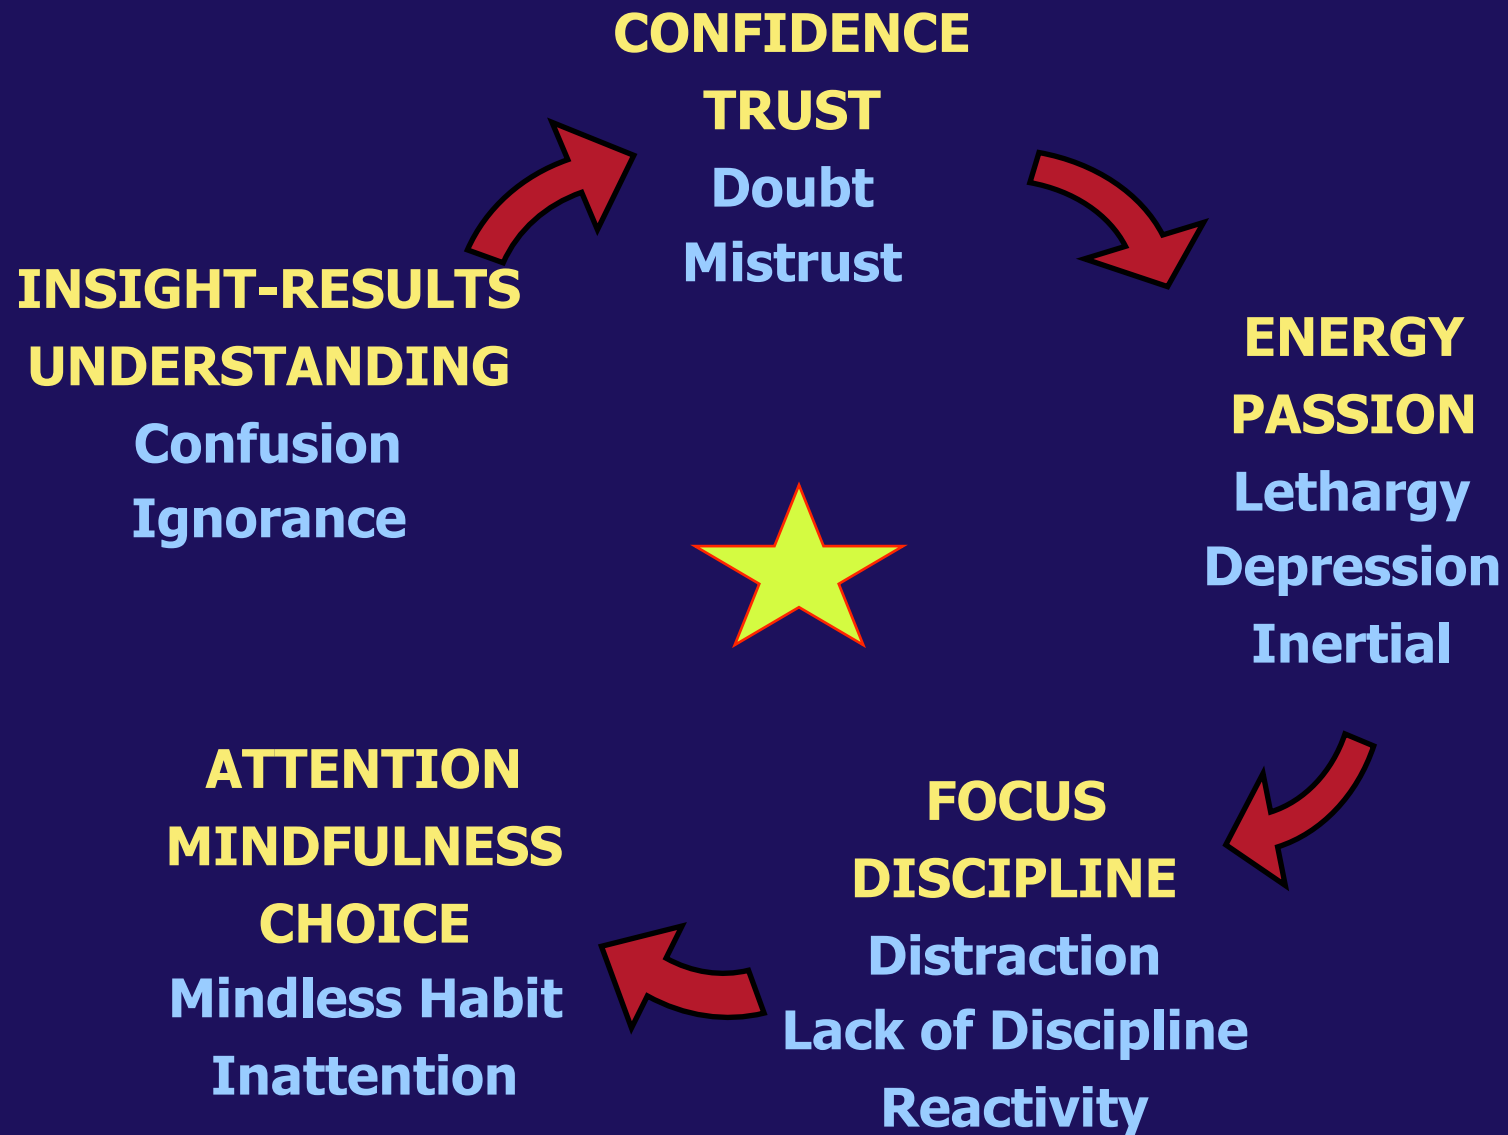 CONFIDENCE
TRUST
Doubt
Mistrust
ENERGY
PASSION
Lethargy
Depression
Inertial
FOCUS
DISCIPLINE
Distraction
Lack of Discipline
Reactivity
ATTENTION
MINDFULNESS
CHOICE
Mindless Habit
Inattention
INSIGHT-RESULTS
UNDERSTANDING
Confusion
Ignorance